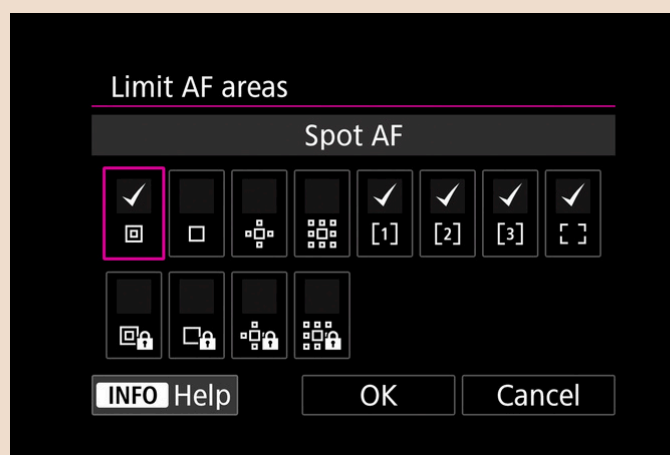 Limit AF areas
Spot AF
[1] [2] [3]
INFO Help OK Cancel